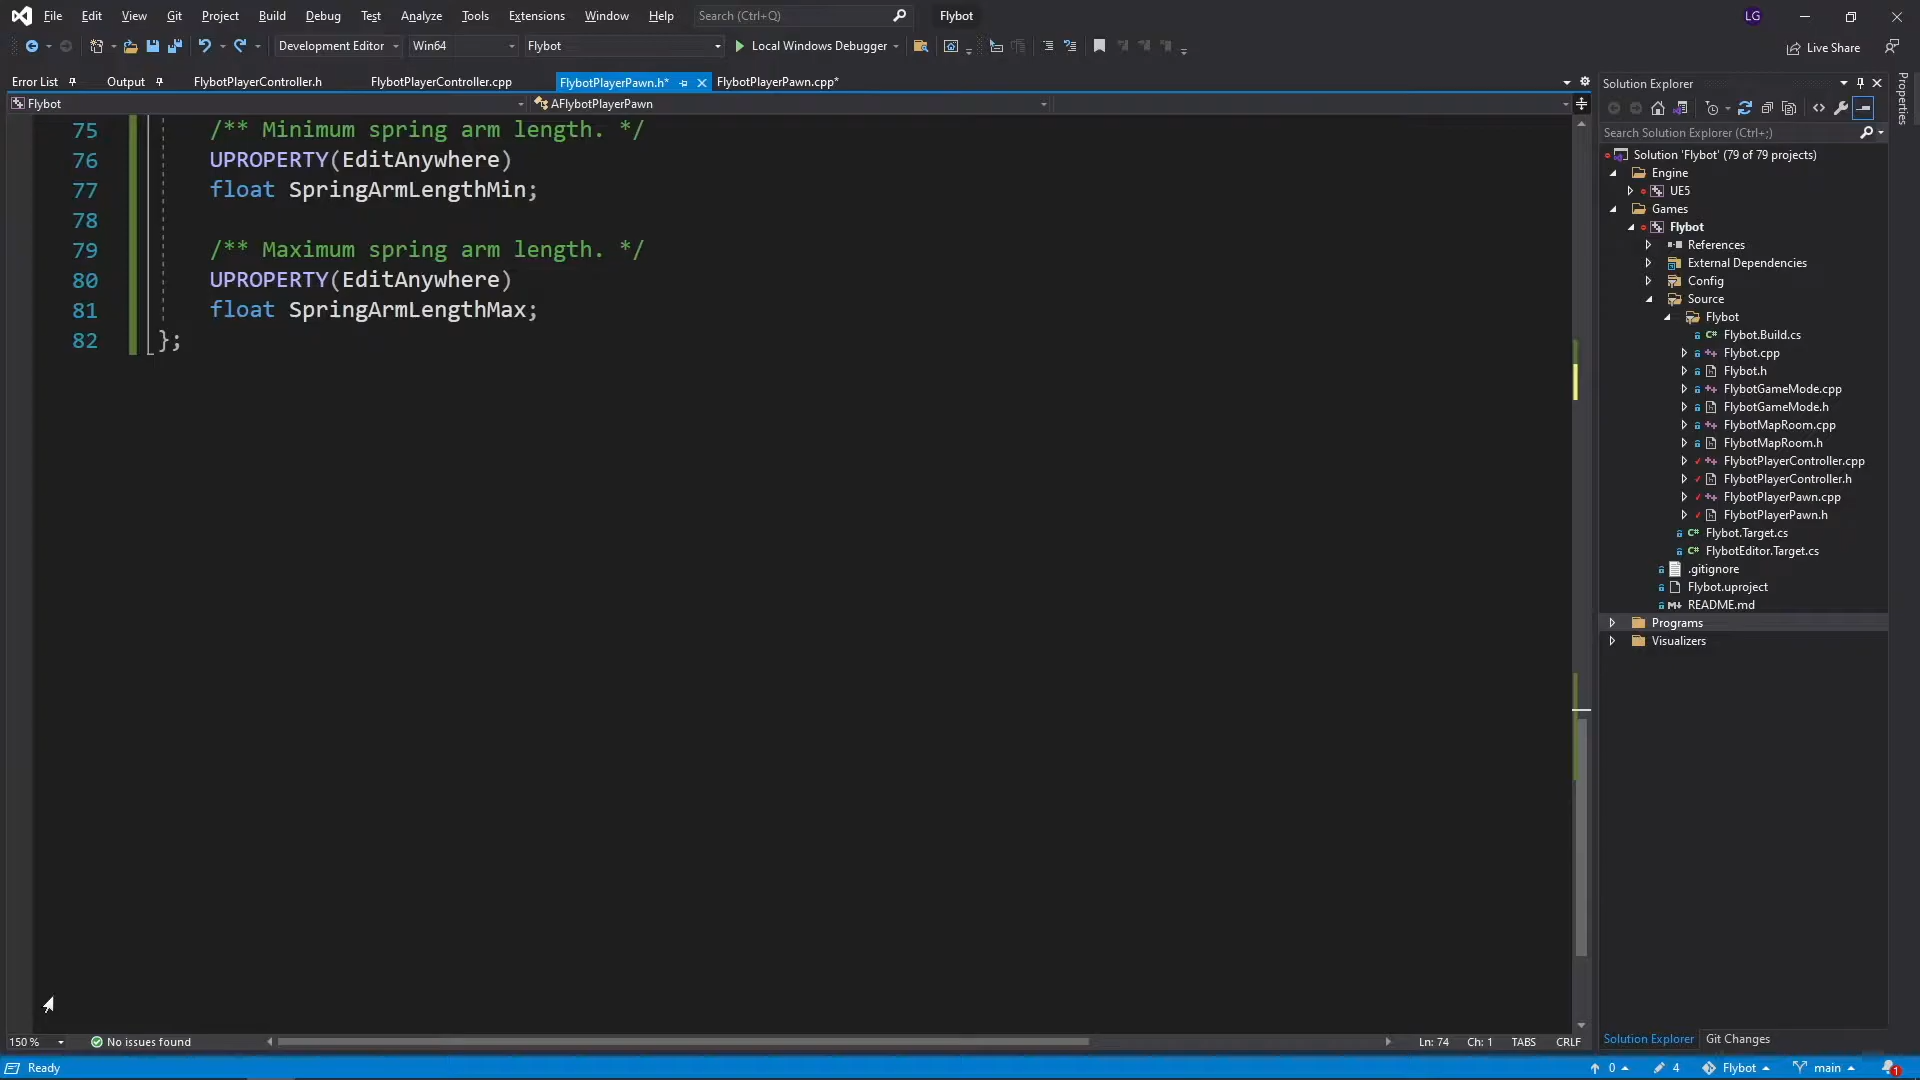 File Edit View Git Project Build Debug Test Analyze Tools Extensions Window Help Search (Ctrl+Q) Flybot LG
Development Editor Win64 Flybot Local Windows Debugger Live Share
Error List Output FlybotPlayerController.h FlybotPlayerController.cpp FlybotPlayerPawn.h* FlybotPlayerPawn.cpp*
Flybot AFlybotPlayerPawn
75 /** Minimum spring arm length. */
76 UPROPERTY(EditAnywhere)
77 float SpringArmLengthMin;
78
79 /** Maximum spring arm length. */
80 UPROPERTY(EditAnywhere)
81 float SpringArmLengthMax;
82 };
150 % No issues found Ln: 74 Ch: 1 TABS CRLF
Solution Explorer
Search Solution Explorer (Ctrl+;)
Solution 'Flybot' (79 of 79 projects)
Engine
UE5
Games
Flybot
References
External Dependencies
Config
Source
Flybot
Flybot.Build.cs
Flybot.cpp
Flybot.h
FlybotGameMode.cpp
FlybotGameMode.h
FlybotMapRoom.cpp
FlybotMapRoom.h
FlybotPlayerController.cpp
FlybotPlayerController.h
FlybotPlayerPawn.cpp
FlybotPlayerPawn.h
Flybot.Target.cs
FlybotEditor.Target.cs
.gitignore
Flybot.uproject
README.md
Programs
Visualizers
Solution Explorer Git Changes
Properties
Ready 0 4 Flybot main 1